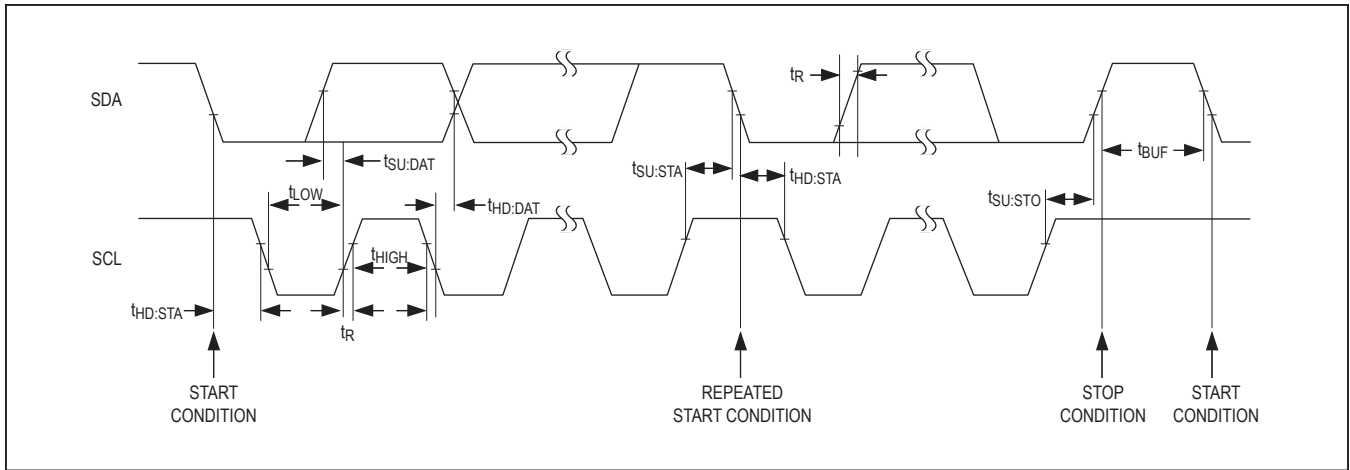 SDA
tR
tSU:DAT
tSU:STA
tHD:STA
tBUF
tLOW
tHD:DAT
tSU:STO
SCL
tHIGH
tHD:STA
tR
START
CONDITION
REPEATED
START CONDITION
STOP
CONDITION
START
CONDITION